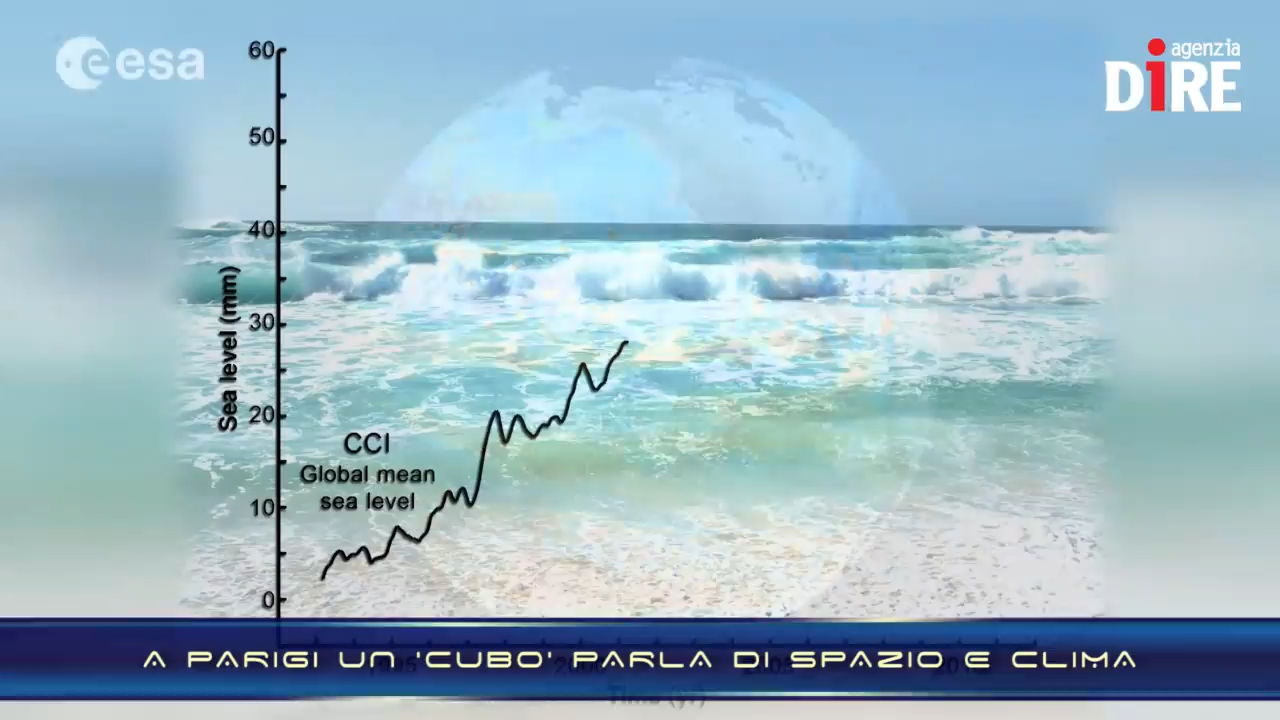 esa
agenzia
DiRE
60
50
40
30
20
10
0
Sea level (mm)
CCI
Global mean
sea level
A PARIGI UN 'CUBO' PARLA DI SPAZIO E CLIMA